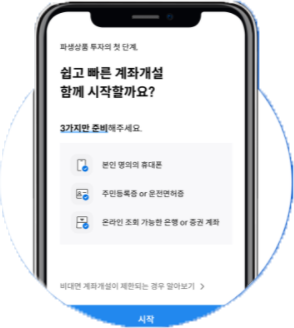 파생상품 투자의 첫 단계,
쉽고 빠른 계좌개설
함께 시작할까요?
3가지만 준비해주세요.
본인 명의의 휴대폰
주민등록증 or 운전면허증
온라인 조회 가능한 은행 or 증권 계좌
비대면 계좌개설이 제한되는 경우 알아보기 >
시작